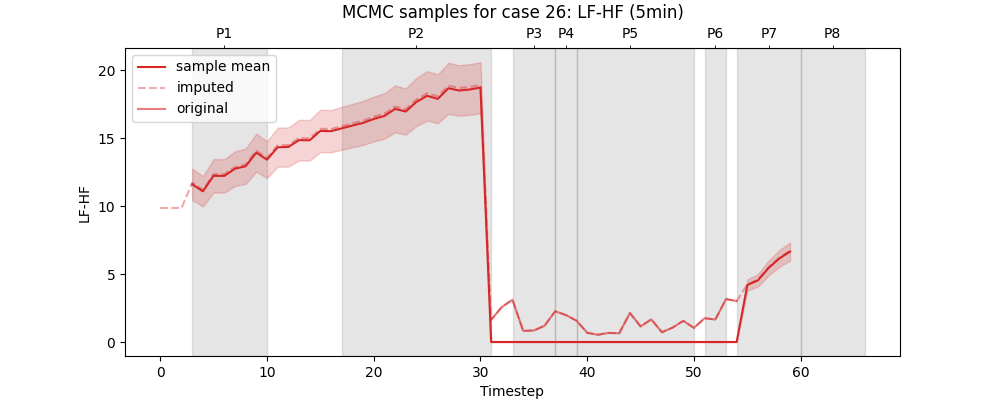 MCMC samples for case 26: LF-HF (5min)
P1 P2 P3 P4 P5 P6 P7 P8
sample mean
imputed
original
20
15
10
5
0
LF-HF
0 10 20 30 40 50 60
Timestep